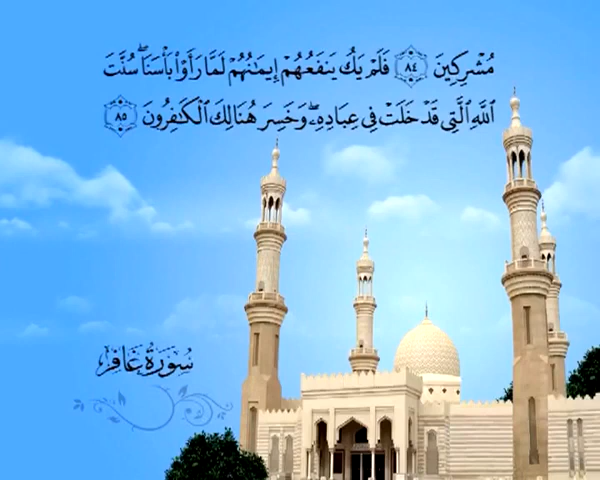 مُشْرِكِينَ ٨٤ فَلَمْ يَكُ يَنفَعُهُمْ إِيمَٰنُهُمْ لَمَّا رَأَوْا۟ بَأْسَنَا ۖ سُنَّتَ
ٱللَّهِ ٱلَّتِى قَدْ خَلَتْ فِى عِبَادِهِۦ ۖ وَخَسِرَ هُنَالِكَ ٱلْكَٰفِرُونَ ٨٥
سُورَةُ غَافِر